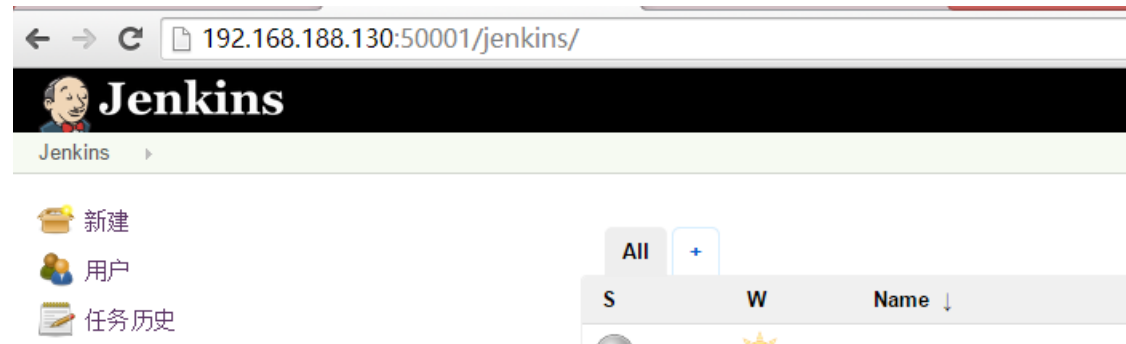 192.168.188.130:50001/jenkins/
Jenkins
Jenkins
新建
用户
任务历史
All +
S W Name ↓